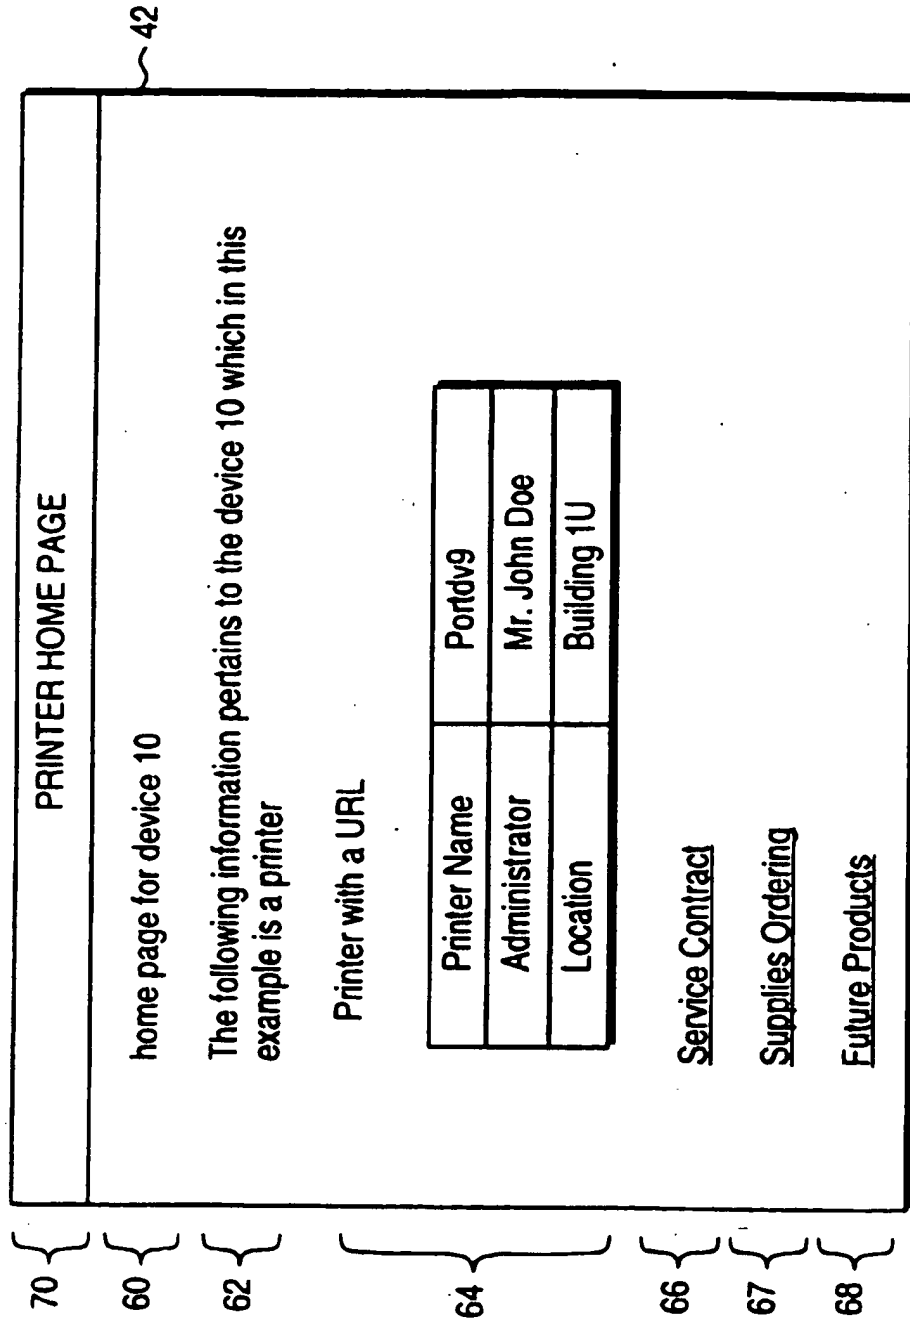 42
70 PRINTER HOME PAGE
60 home page for device 10
62 The following information pertains to the device 10 which in this
example is a printer
Printer with a URL
64
Printer Name Portdv9
Administrator Mr. John Doe
Location Building 1U
66 Service Contract
67 Supplies Ordering
68 Future Products